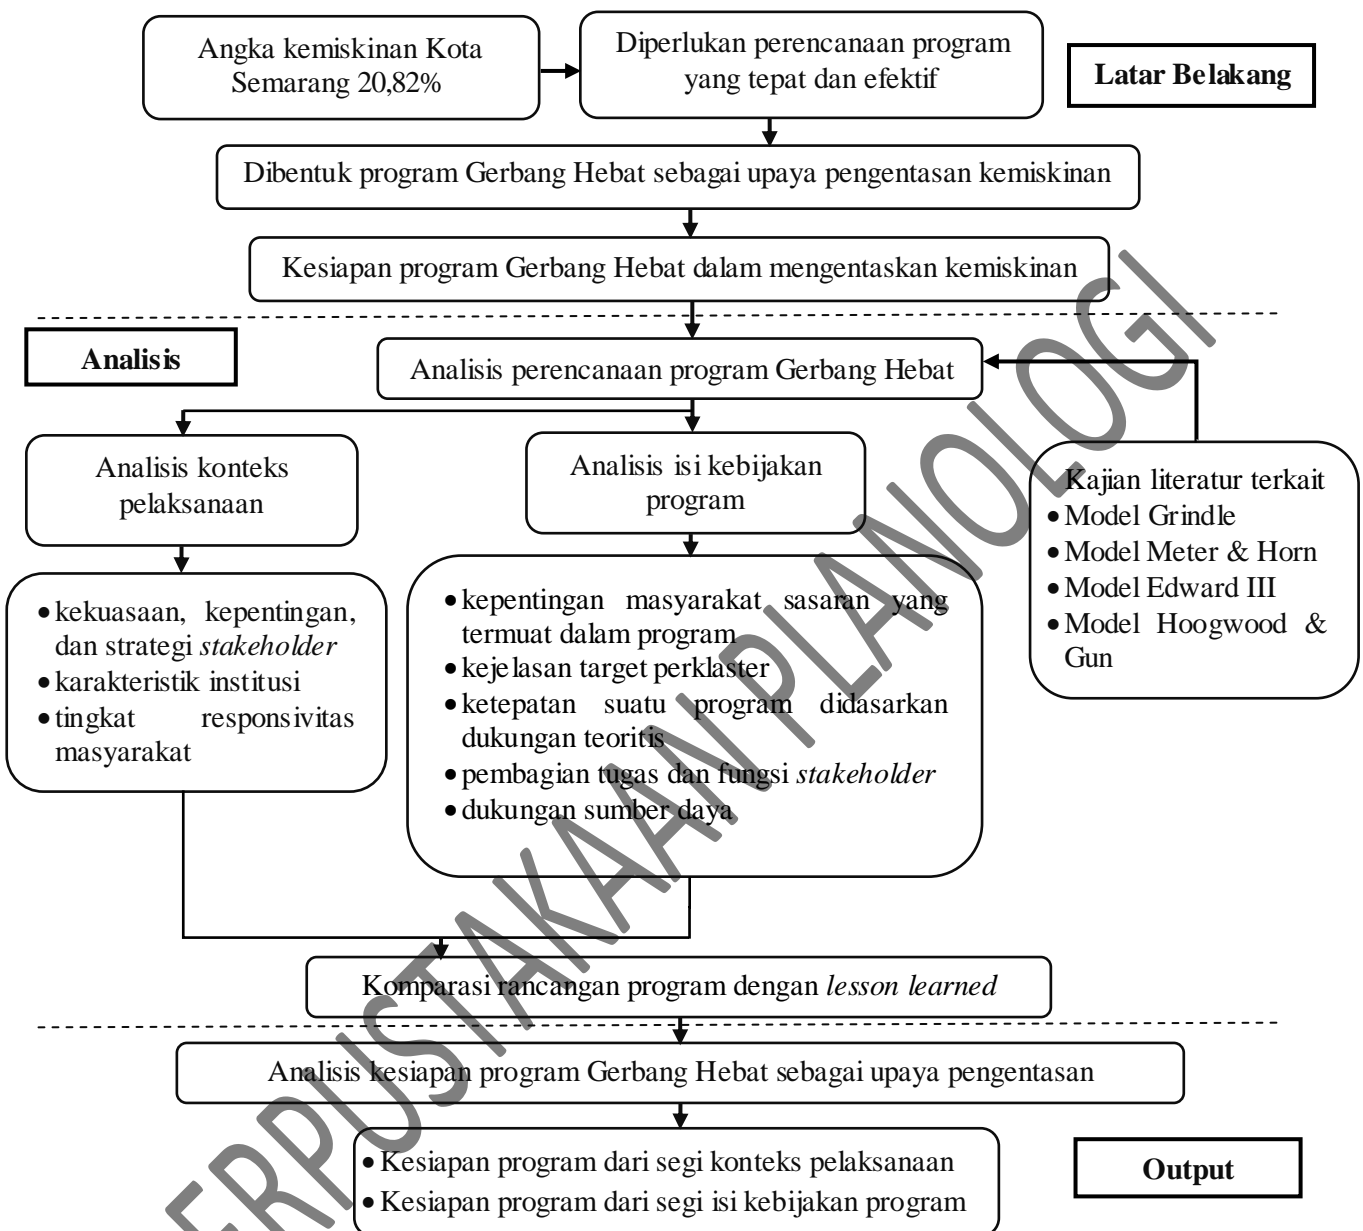 Angka kemiskinan Kota
Semarang 20,82%
Diperlukan perencanaan program
yang tepat dan efektif
Latar Belakang
Dibentuk program Gerbang Hebat sebagai upaya pengentasan kemiskinan
Kesiapan program Gerbang Hebat dalam mengentaskan kemiskinan
Analisis
Analisis perencanaan program Gerbang Hebat
Analisis konteks
pelaksanaan
Analisis isi kebijakan
program
Kajian literatur terkait
• Model Grindle
• Model Meter & Horn
• Model Edward III
• Model Hoogwood &
Gun
• kekuasaan, kepentingan,
dan strategi stakeholder
• karakteristik institusi
• tingkat responsivitas
masyarakat
• kepentingan masyarakat sasaran yang
termuat dalam program
• kejelasan target perklaster
• ketepatan suatu program didasarkan
dukungan teoritis
• pembagian tugas dan fungsi stakeholder
• dukungan sumber daya
Komparasi rancangan program dengan lesson learned
Analisis kesiapan program Gerbang Hebat sebagai upaya pengentasan
• Kesiapan program dari segi konteks pelaksanaan
• Kesiapan program dari segi isi kebijakan program
Output
ERPUSTAKAAN PLANOLOGI